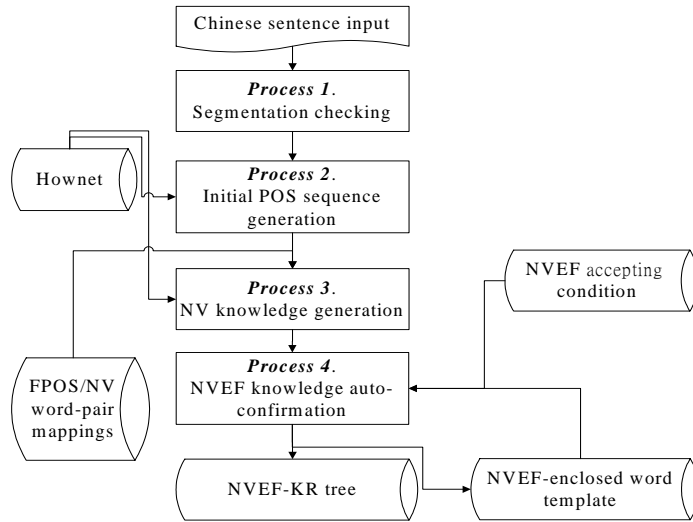 Chinese sentence input
Process 1.
Segmentation checking
Hownet
Process 2.
Initial POS sequence
generation
NVEF accepting
condition
Process 3.
NV knowledge generation
FPOS/NV
word-pair
mappings
Process 4.
NVEF knowledge auto-
confirmation
NVEF-KR tree
NVEF-enclosed word
template